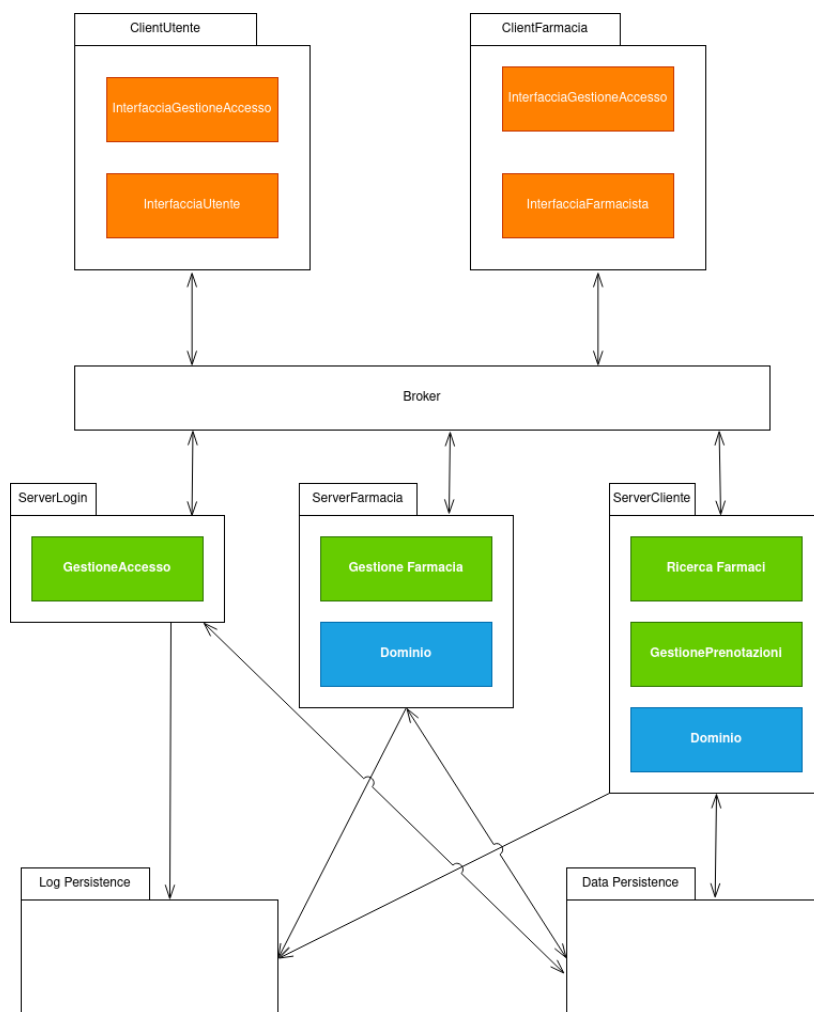 ClientUtente
ClientFarmacia
InterfacciaGestioneAccesso
InterfacciaGestioneAccesso
InterfacciaUtente
InterfacciaFarmacista
Broker
ServerLogin
ServerFarmacia
ServerCliente
GestioneAccesso
Gestione Farmacia
Ricerca Farmaci
Dominio
GestionePrenotazioni
Dominio
Log Persistence
Data Persistence